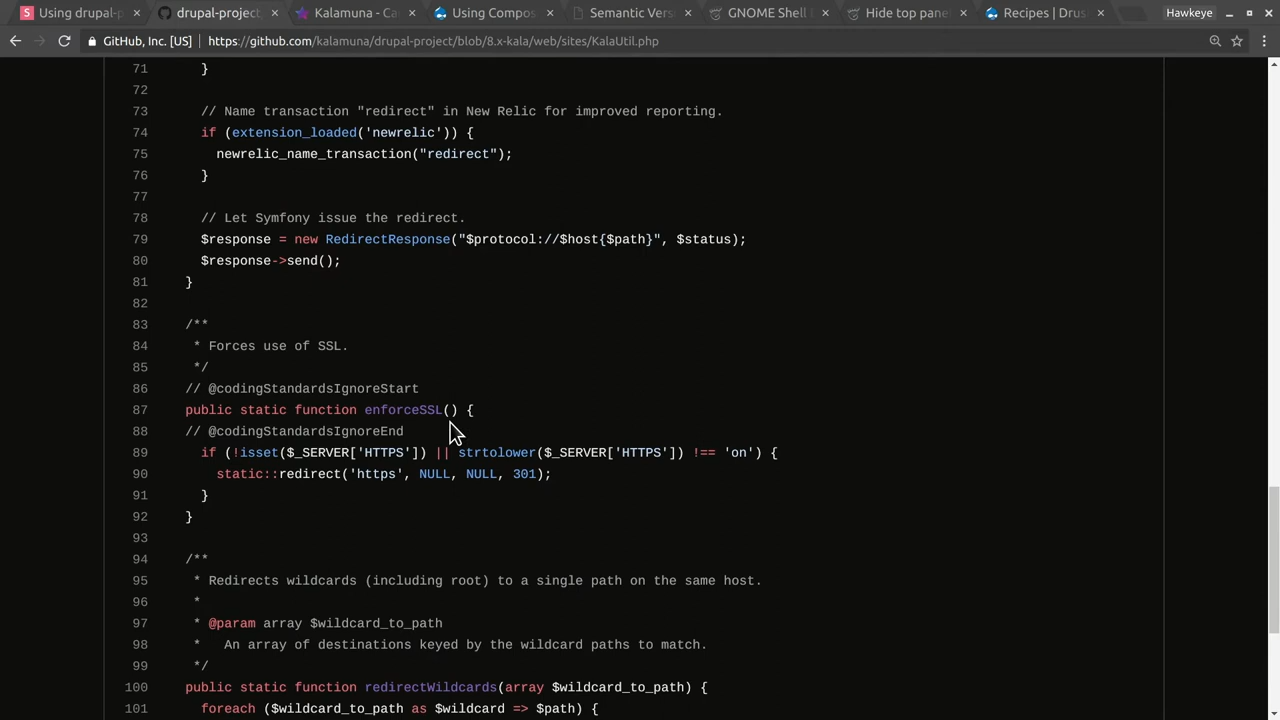 Using drupal-p
drupal-project
Kalamuna - Ca
Using Compos
Semantic Vers
GNOME Shell
Hide top pane
Recipes | Drus
Hawkeye
GitHub, Inc. [US]
https://github.com/kalamuna/drupal-project/blob/8.x-kala/web/sites/KalaUtil.php
71 }
72
73 // Name transaction "redirect" in New Relic for improved reporting.
74 if (extension_loaded('newrelic')) {
75 newrelic_name_transaction("redirect");
76 }
77
78 // Let Symfony issue the redirect.
79 $response = new RedirectResponse("$protocol://$host{$path}", $status);
80 $response->send();
81 }
82
83 /**
84 * Forces use of SSL.
85 */
86 // @codingStandardsIgnoreStart
87 public static function enforceSSL() {
88 // @codingStandardsIgnoreEnd
89 if (!isset($_SERVER['HTTPS']) || strtolower($_SERVER['HTTPS']) !== 'on') {
90 static::redirect('https', NULL, NULL, 301);
91 }
92 }
93
94 /**
95 * Redirects wildcards (including root) to a single path on the same host.
96 *
97 * @param array $wildcard_to_path
98 * An array of destinations keyed by the wildcard paths to match.
99 */
100 public static function redirectWildcards(array $wildcard_to_path) {
101 foreach ($wildcard_to_path as $wildcard => $path) {